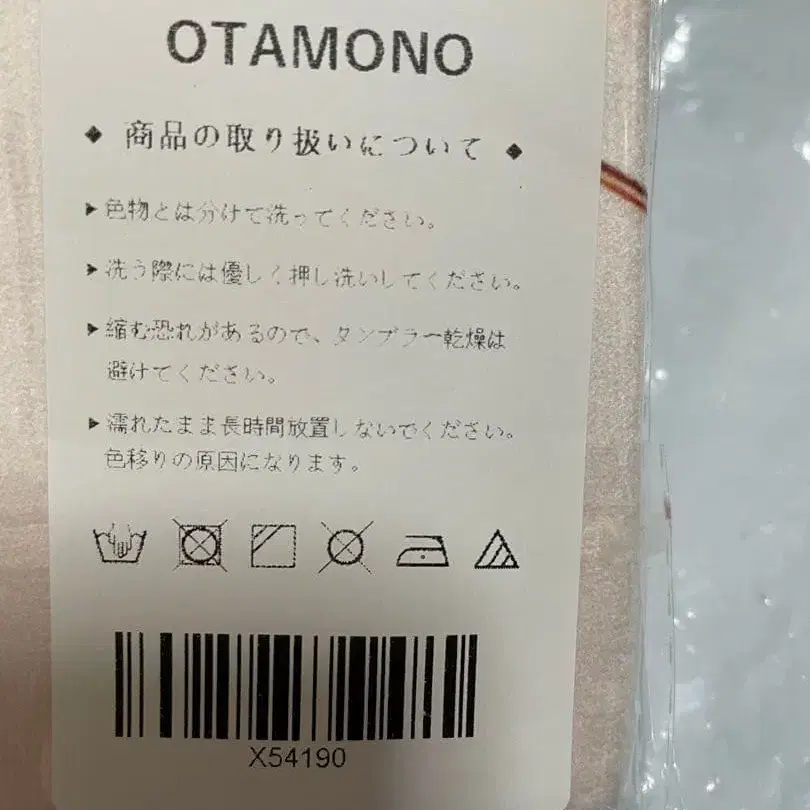 OTAMONO
◆ 商品の取り扱いについて ◆
▶色物とは分けて洗ってください。
▶洗う際には優しく押し洗いしてください。
▶縮む恐れがあるので、タンブラー乾燥は
避けてください。
▶濡れたまま長時間放置しないでください。
色移りの原因になります。
X54190